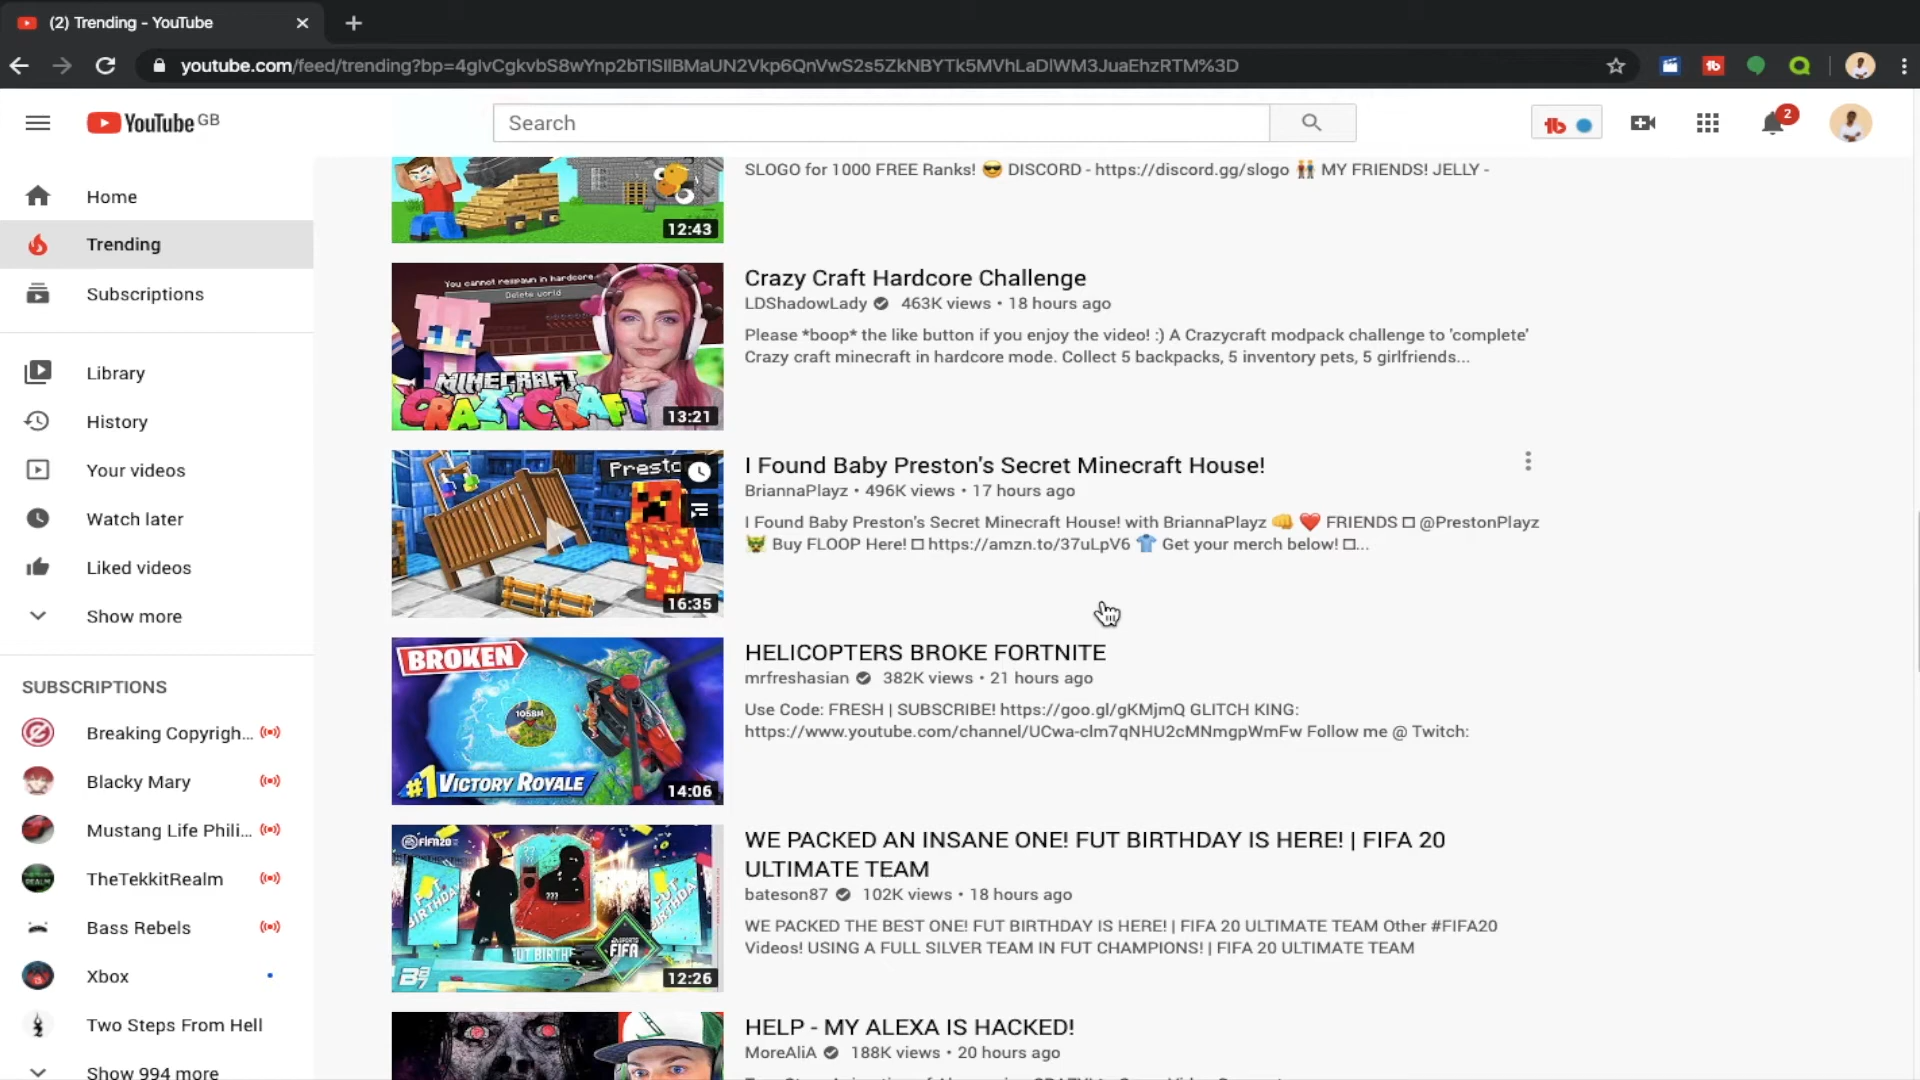 (2) Trending - YouTube
youtube.com/feed/trending?bp=4gIvCgkvbS8wYnp2bTISIlBMaUN2Vkp6QnVwS2s5ZkNBYTk5MVhLaDlWM3JuaEhzRTM%3D
YouTube GB
Search
2
Home
Trending
Subscriptions
Library
History
Your videos
Watch later
Liked videos
Show more
SUBSCRIPTIONS
Breaking Copyrigh...
Blacky Mary
Mustang Life Phili...
TheTekkitRealm
Bass Rebels
Xbox
Two Steps From Hell
Show 994 more
12:43
SLOGO for 1000 FREE Ranks! 😎 DISCORD - https://discord.gg/slogo 👬 MY FRIENDS! JELLY -
You cannot respawn in hardcore
Delete world
MINECRAFT
CRAZYCRAFT
13:21
Crazy Craft Hardcore Challenge
LDShadowLady 463K views • 18 hours ago
Please *boop* the like button if you enjoy the video! :) A Crazycraft modpack challenge to 'complete'
Crazy craft minecraft in hardcore mode. Collect 5 backpacks, 5 inventory pets, 5 girlfriends...
Presto
16:35
I Found Baby Preston's Secret Minecraft House!
BriannaPlayz • 496K views • 17 hours ago
I Found Baby Preston's Secret Minecraft House! with BriannaPlayz 👊 ❤️ FRIENDS □ @PrestonPlayz
Buy FLOOP Here! □ https://amzn.to/37uLpV6 👕 Get your merch below! □...
BROKEN
1058M
#1 VICTORY ROYALE
14:06
HELICOPTERS BROKE FORTNITE
mrfreshasian 382K views • 21 hours ago
Use Code: FRESH | SUBSCRIBE! https://goo.gl/gKMjmQ GLITCH KING:
https://www.youtube.com/channel/UCwa-clm7qNHU2cMNmgpWmFw Follow me @ Twitch:
FIFA20
??
???
FUT BIRTHDAY
FUT BIRTHDAY
FIFA
FUT BIRTH
12:26
WE PACKED AN INSANE ONE! FUT BIRTHDAY IS HERE! | FIFA 20
ULTIMATE TEAM
bateson87 102K views • 18 hours ago
WE PACKED THE BEST ONE! FUT BIRTHDAY IS HERE! | FIFA 20 ULTIMATE TEAM Other #FIFA20
Videos! USING A FULL SILVER TEAM IN FUT CHAMPIONS! | FIFA 20 ULTIMATE TEAM
HELP - MY ALEXA IS HACKED!
MoreAliA 188K views • 20 hours ago